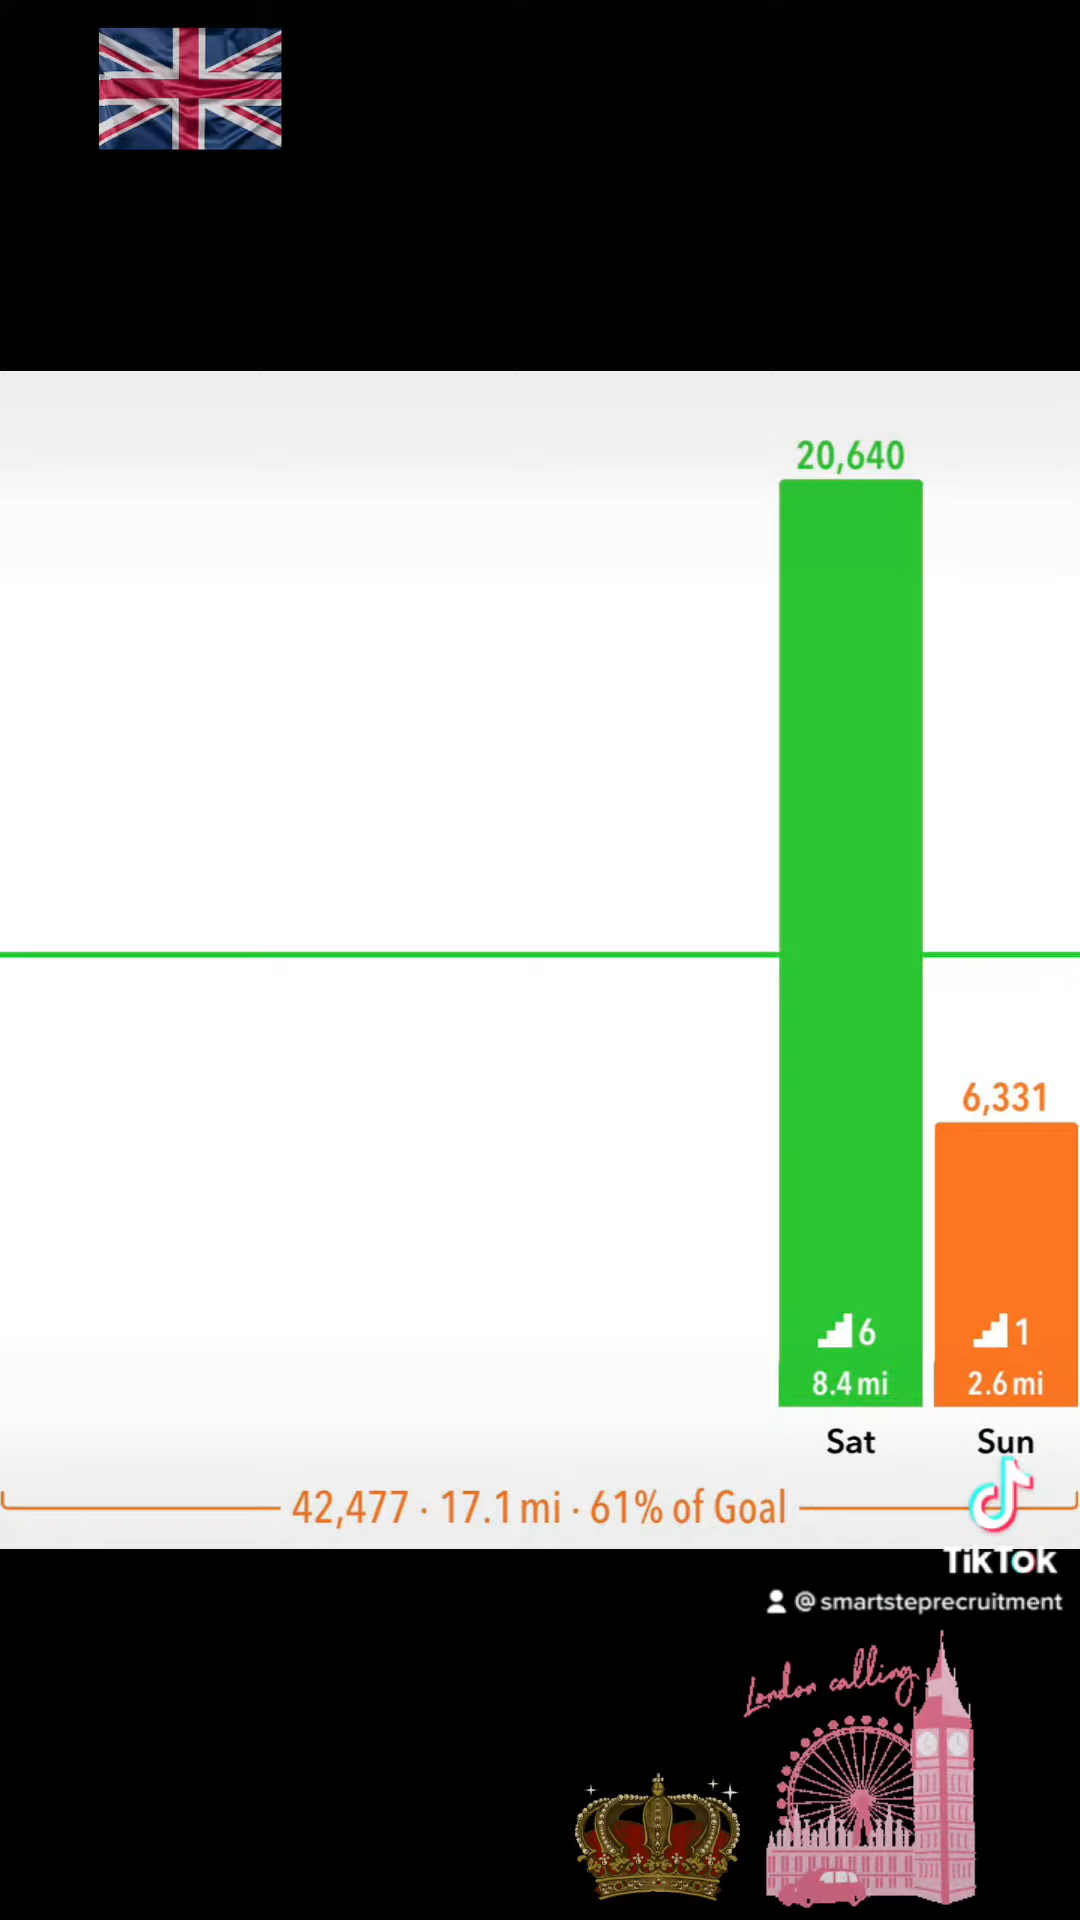 20,640
6,331
6 1
8.4 mi 2.6 mi
Sat Sun
42,477 · 17.1 mi · 61% of Goal
TikTok
@ smartsteprecruitment
London calling